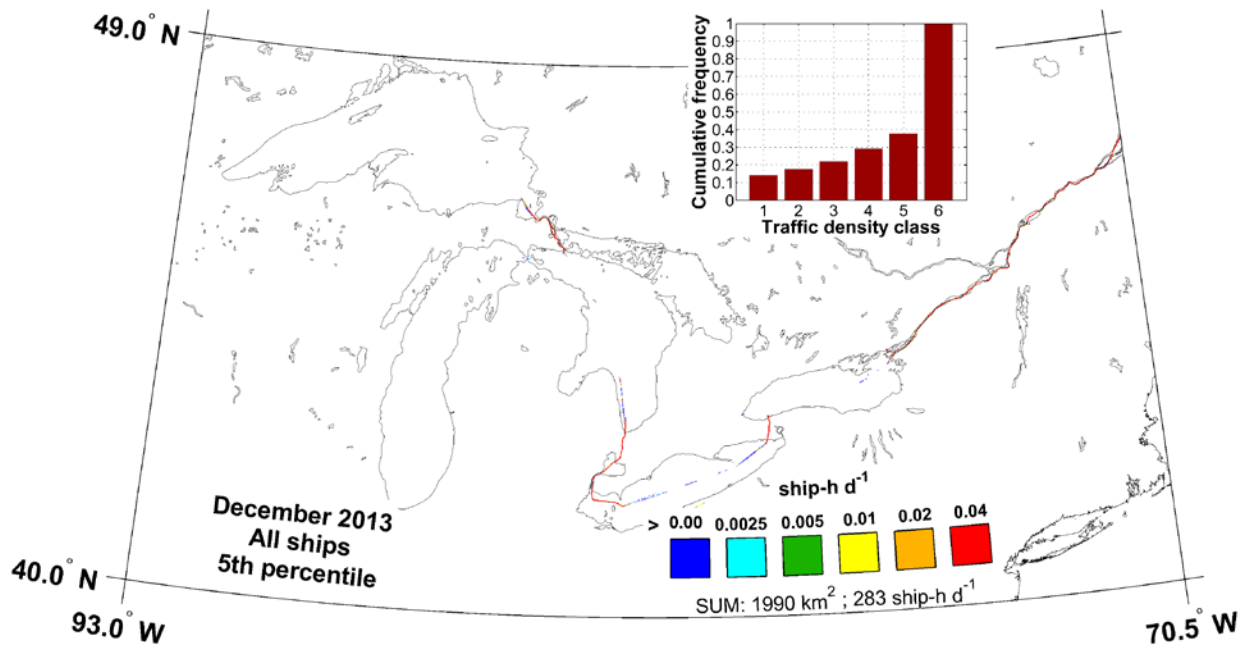 49.0° N
Cumulative frequency
1
0.9
0.8
0.7
0.6
0.5
0.4
0.3
0.2
0.1
0
1 2 3 4 5 6
Traffic density class
December 2013
All ships
5th percentile
ship-h d⁻¹
> 0.00 0.0025 0.005 0.01 0.02 0.04
SUM: 1990 km² ; 283 ship-h d⁻¹
40.0° N
93.0° W
70.5° W